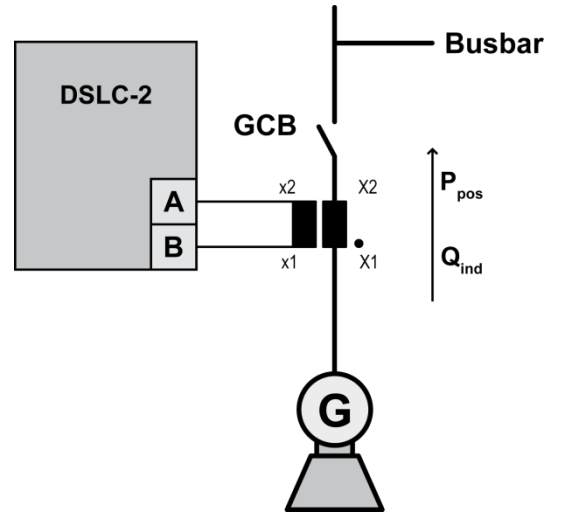 Busbar
DSLC-2
GCB
x2
X2
A
P pos
B
x1
X1
Q ind
G